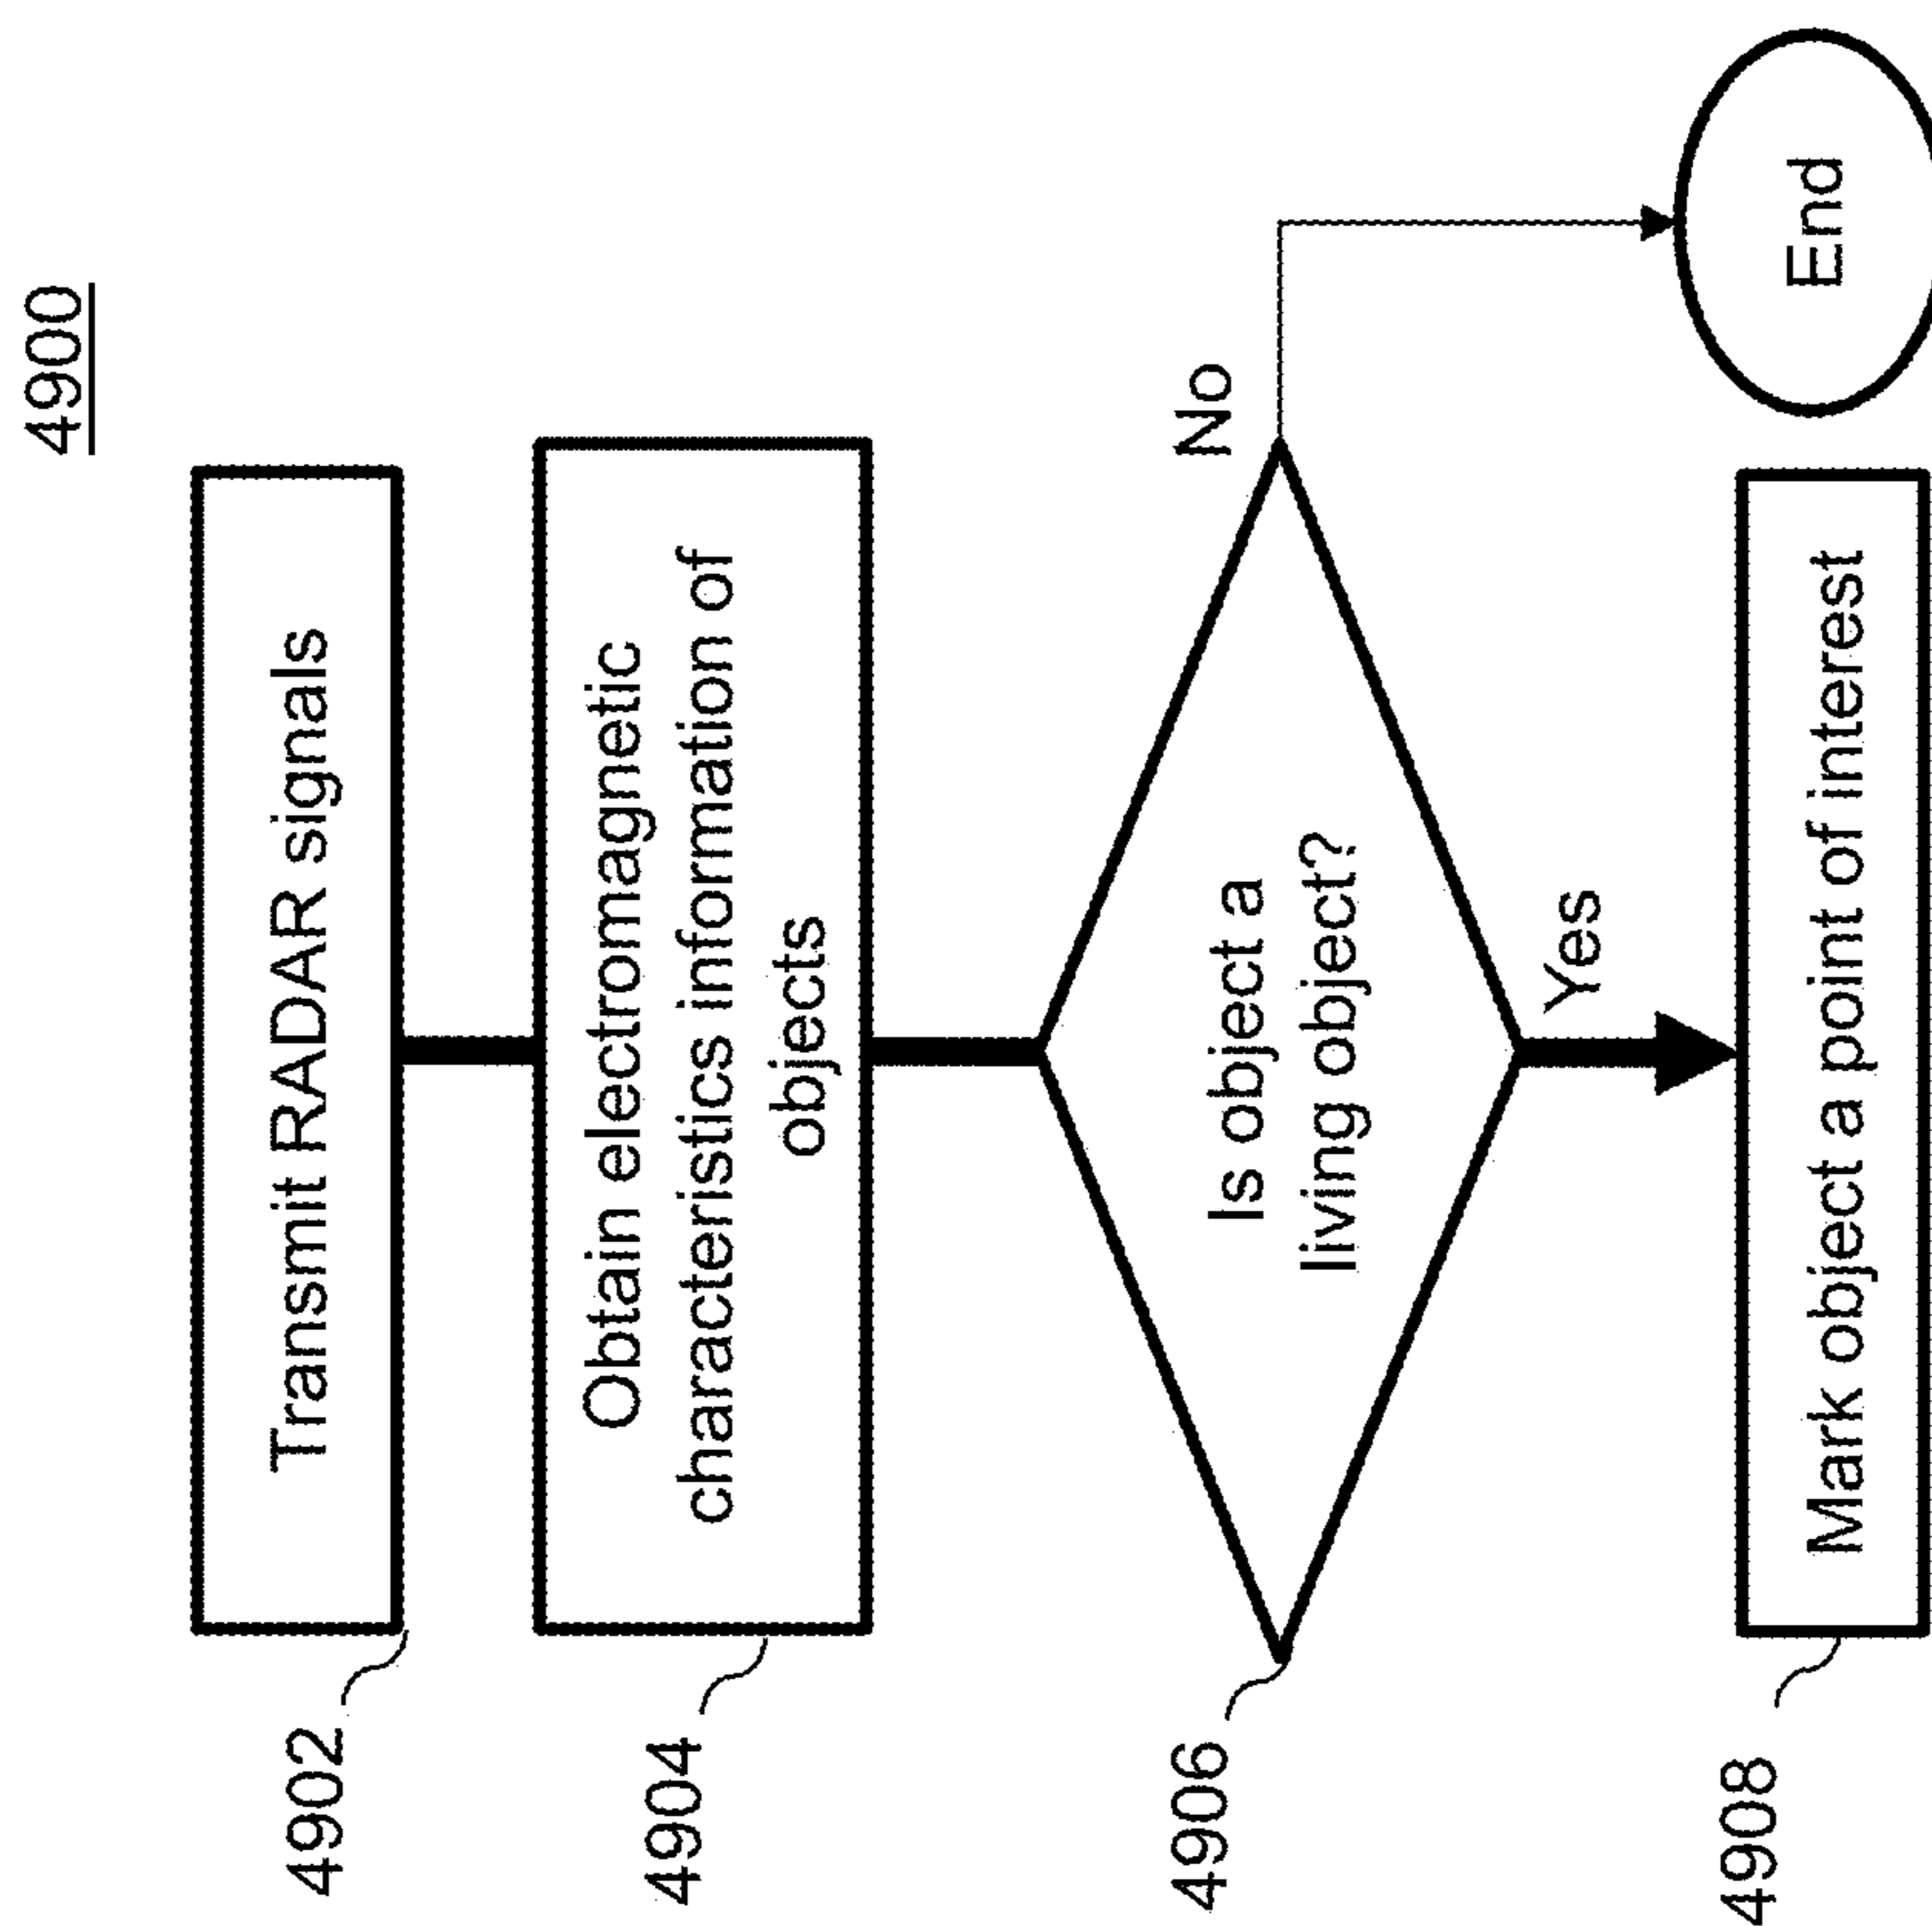 4900
4902
Transmit RADAR signals
4904
Obtain electromagnetic
characteristics information of
objects
4906
Is object a
living object?
No
Yes
End
4908
Mark object a point of interest